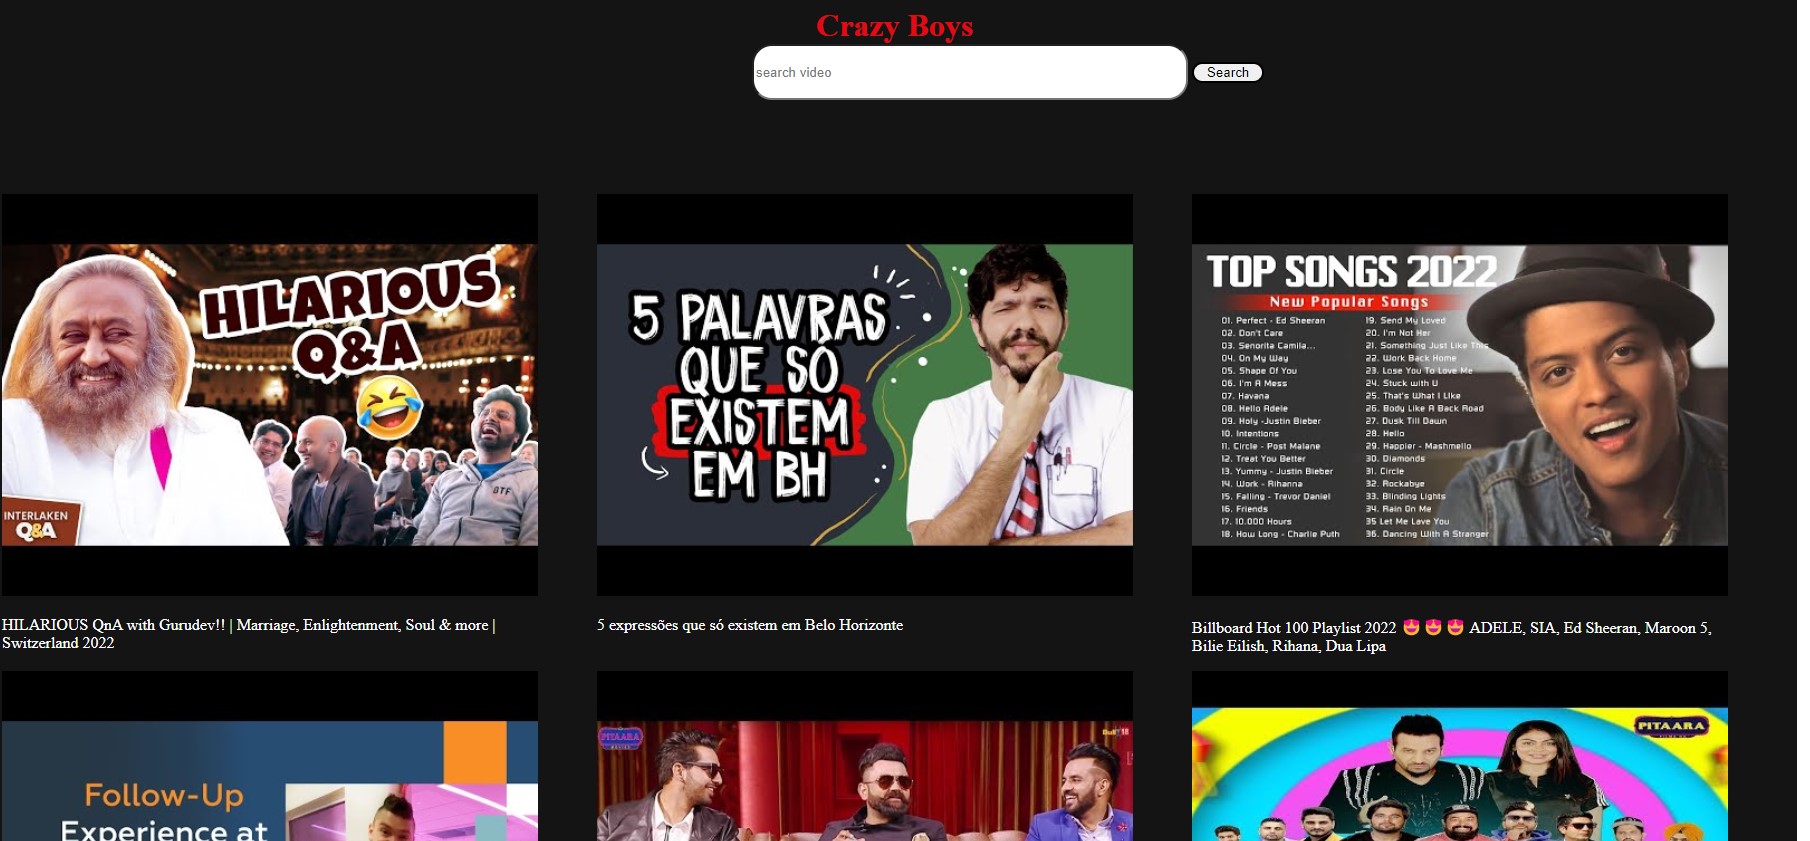 Crazy Boys
search video
Search
HILARIOUS
Q&A
INTERLAKEN
Q&A
OTF
5 PALAVRAS
QUE SÓ
EXISTEM
EM BH
TOP SONGS 2022
New Popular Songs
01. Perfect - Ed Sheeran
02. Don't Care
03. Senorita Camila...
04. On My Way
05. Shape Of You
06. I'm A Mess
07. Havana
08. Hello Adele
09. Holy -Justin Bieber
10. Intentions
11. Circle - Post Malane
12. Treat You Better
13. Yummy - Justin Bieber
14. Work - Rihanna
15. Falling - Trevor Daniel
16. Friends
17. 10.000 Hours
18. How Long - Charlie Puth
19. Send My Loved
20. I'm Not Her
21. Something Just Like This
22. Work Back Home
23. Lose You To Love Me
24. Stuck with U
25. That's What I Like
26. Body Like A Back Road
27. Dusk Till Dawn
28. Hello
29. Happier - Mashmello
30. Diamonds
31. Circle
32. Rockabye
33. Blinding Lights
34. Rain On Me
35 Let Me Lave You
36. Dancing With A Stranger
HILARIOUS QnA with Gurudev!! | Marriage, Enlightenment, Soul & more |
Switzerland 2022
5 expressões que só existem em Belo Horizonte
Billboard Hot 100 Playlist 2022 😍 😍 😍 ADELE, SIA, Ed Sheeran, Maroon 5,
Bilie Eilish, Rihana, Dua Lipa
Follow-Up
Experience at
PITAARA
PITAARA